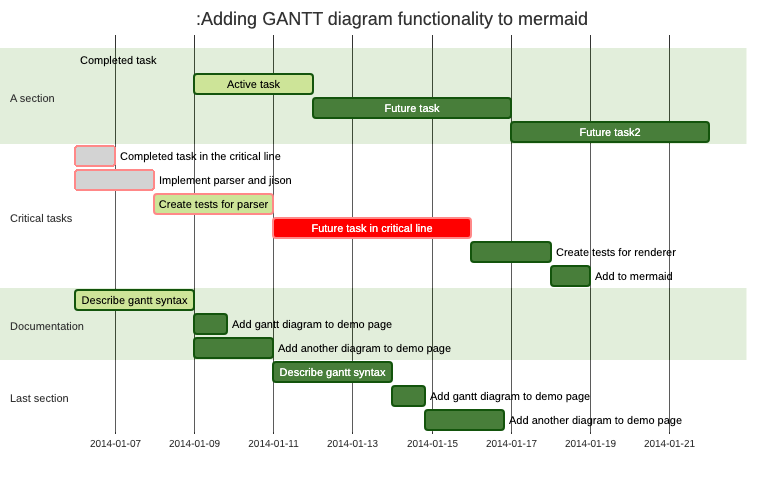 :Adding GANTT diagram functionality to mermaid
Completed task
Active task
A section
Future task
Future task2
Completed task in the critical line
Implement parser and jison
Create tests for parser
Critical tasks
Future task in critical line
Create tests for renderer
Add to mermaid
Describe gantt syntax
Documentation
Add gantt diagram to demo page
Add another diagram to demo page
Describe gantt syntax
Last section
Add gantt diagram to demo page
Add another diagram to demo page
2014-01-07 2014-01-09 2014-01-11 2014-01-13 2014-01-15 2014-01-17 2014-01-19 2014-01-21